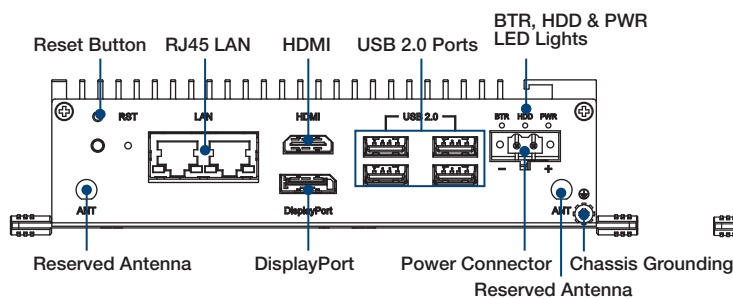 BTR, HDD & PWR
LED Lights
Reset Button RJ45 LAN HDMI USB 2.0 Ports
RST LAN HDMI USB 2.0 BTR HDD PWR
− +
ANT DisplayPort ANT
Reserved Antenna DisplayPort Power Connector Chassis Grounding
Reserved Antenna